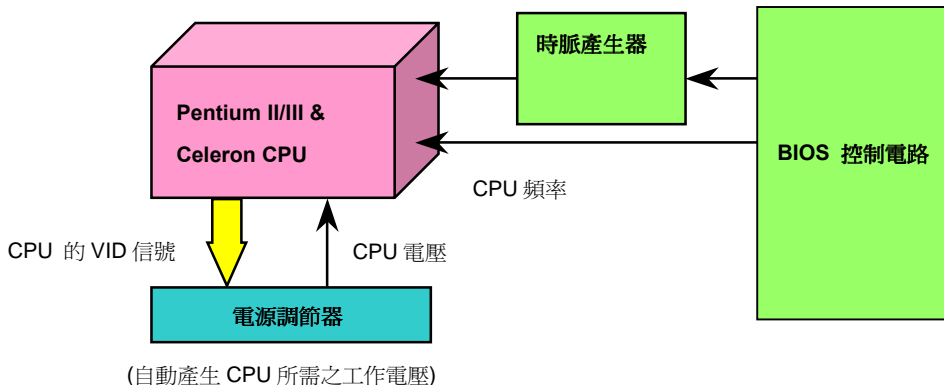 時脈產生器
Pentium II/III &
Celeron CPU
BIOS 控制電路
CPU 頻率
CPU 的 VID 信號
CPU 電壓
電源調節器
(自動產生 CPU 所需之工作電壓)